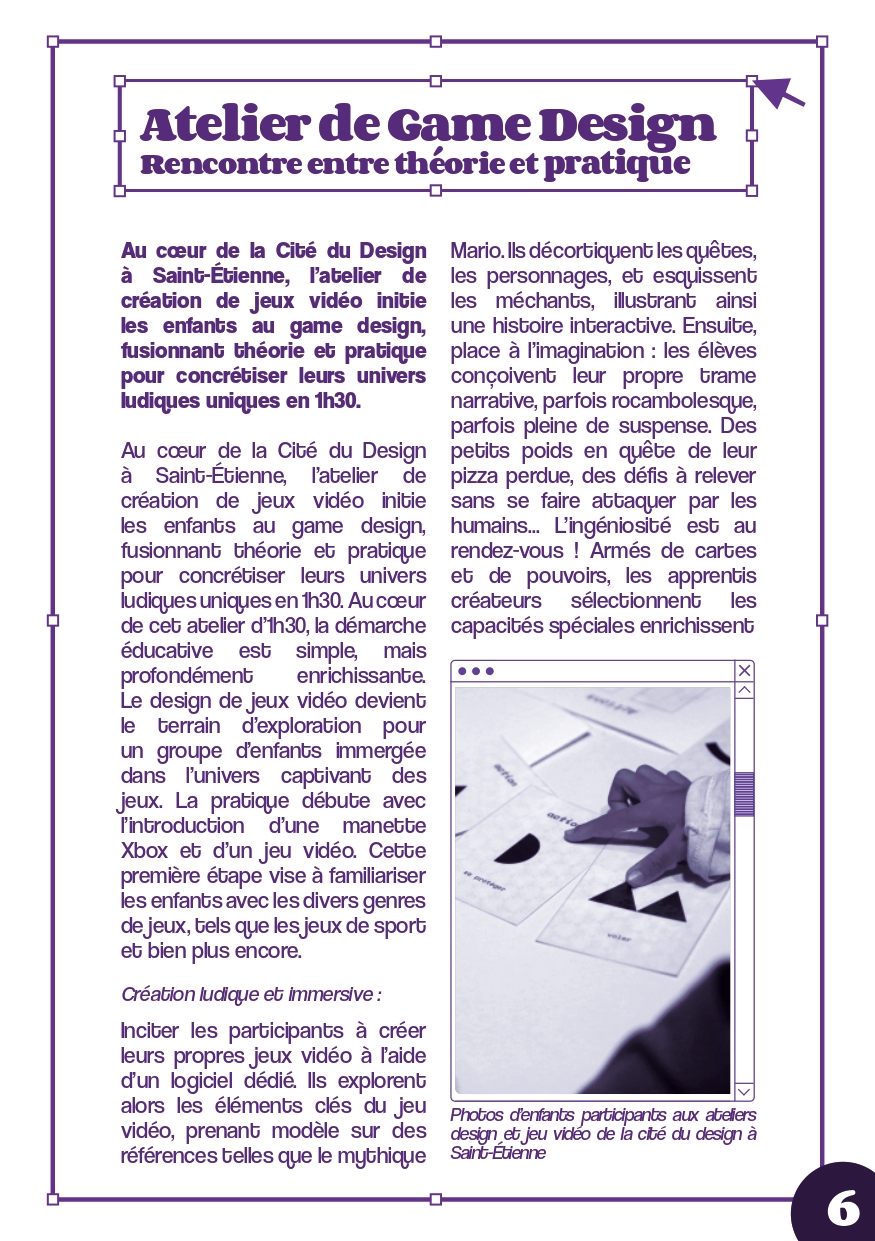 Atelier de Game Design
Rencontre entre théorie et pratique
Au cœur de la Cité du Design
à Saint-Étienne, l'atelier de
création de jeux vidéo initie
les enfants au game design,
fusionnant théorie et pratique
pour concrétiser leurs univers
ludiques uniques en 1h30.
Au cœur de la Cité du Design
à Saint-Étienne, l'atelier de
création de jeux vidéo initie
les enfants au game design,
fusionnant théorie et pratique
pour concrétiser leurs univers
ludiques uniques en 1h30. Au cœur
de cet atelier d'1h30, la démarche
éducative est simple, mais
profondément enrichissante.
Le design de jeux vidéo devient
le terrain d'exploration pour
un groupe d'enfants immergée
dans l'univers captivant des
jeux. La pratique débute avec
l'introduction d'une manette
Xbox et d'un jeu vidéo. Cette
première étape vise à familiariser
les enfants avec les divers genres
de jeux, tels que les jeux de sport
et bien plus encore.
Création ludique et immersive :
Inciter les participants à créer
leurs propres jeux vidéo à l'aide
d'un logiciel dédié. Ils explorent
alors les éléments clés du jeu
vidéo, prenant modèle sur des
références telles que le mythique
Mario. Ils décortiquent les quêtes,
les personnages, et esquissent
les méchants, illustrant ainsi
une histoire interactive. Ensuite,
place à l'imagination : les élèves
conçoivent leur propre trame
narrative, parfois rocambolesque,
parfois pleine de suspense. Des
petits poids en quête de leur
pizza perdue, des défis à relever
sans se faire attaquer par les
humains... L'ingéniosité est au
rendez-vous ! Armés de cartes
et de pouvoirs, les apprentis
créateurs sélectionnent les
capacités spéciales enrichissent
action
action
se protéger
voler
Photos d'enfants participants aux ateliers
design et jeu vidéo de la cité du design à
Saint-Étienne
6